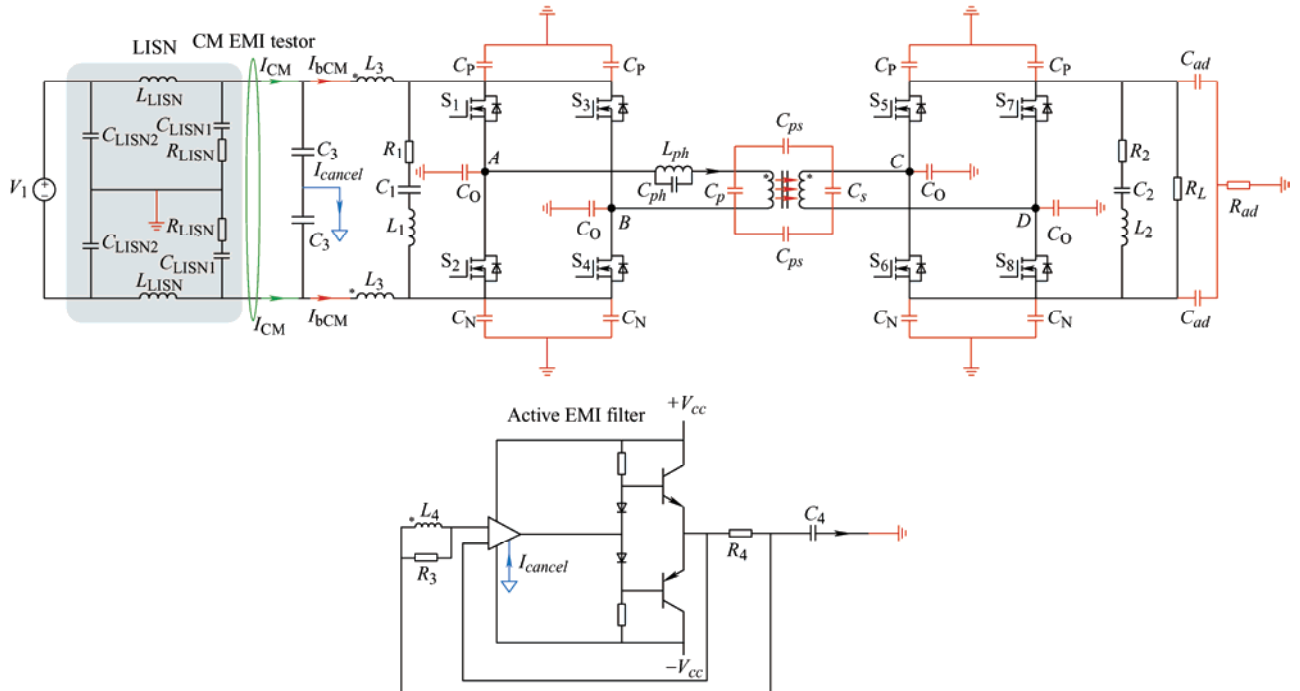 LISN
CM EMI testor
I_CM
I_bCM
L_3
L_LISN
C_LISN2
C_LISN1
R_LISN
V_1
C_3
I_cancel
C_3
R_LISN
C_LISN2
C_LISN1
L_LISN
I_CM
I_bCM
L_3
R_1
C_1
L_1
C_P
C_P
S_1
S_3
C_O
A
C_O
B
S_2
S_4
C_N
C_N
L_ph
C_ph
C_ps
C_p
C_s
C_ps
C_P
C_P
S_5
S_7
C
C_O
D
C_O
S_6
S_8
C_N
C_N
R_2
C_2
L_2
R_L
C_ad
R_ad
C_ad
Active EMI filter
+V_cc
L_4
R_3
I_cancel
R_4
C_4
−V_cc